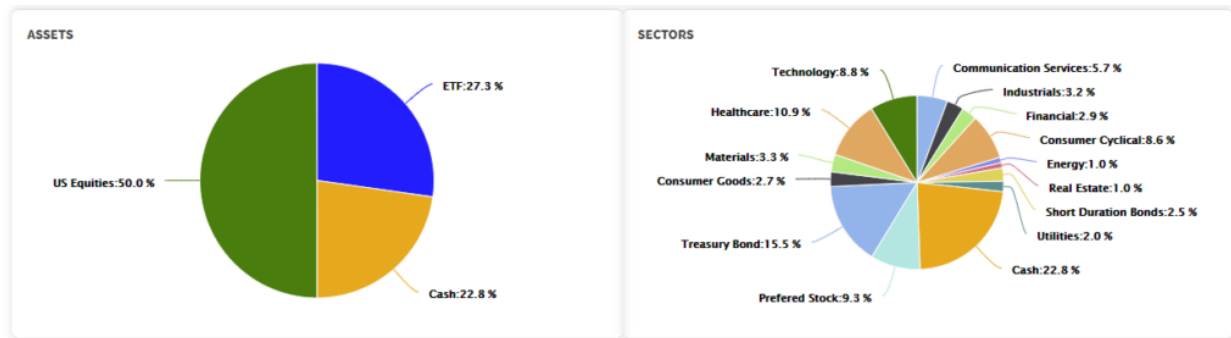 ASSETS
ETF:27.3 %
US Equities:50.0 %
Cash:22.8 %
SECTORS
Technology:8.8 %
Communication Services:5.7 %
Industrials:3.2 %
Healthcare:10.9 %
Financial:2.9 %
Consumer Cyclical:8.6 %
Materials:3.3 %
Energy:1.0 %
Consumer Goods:2.7 %
Real Estate:1.0 %
Short Duration Bonds:2.5 %
Utilities:2.0 %
Treasury Bond:15.5 %
Cash:22.8 %
Prefered Stock:9.3 %